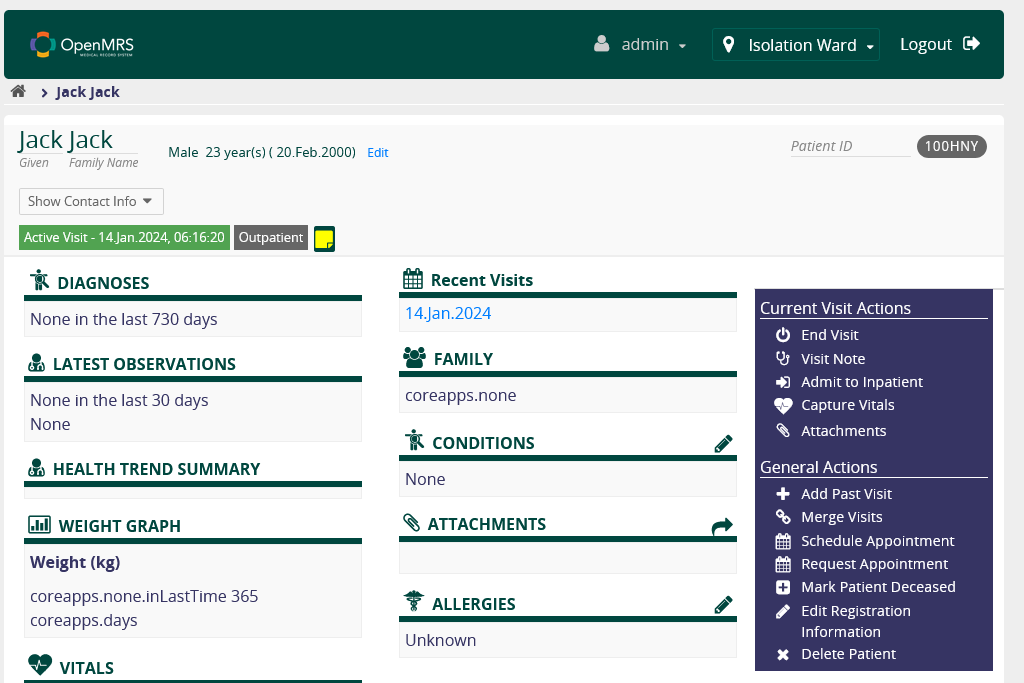 OpenMRS
MEDICAL RECORD SYSTEM
admin
Isolation Ward
Logout
Jack Jack
Jack Jack
Given Family Name
Male 23 year(s) ( 20.Feb.2000) Edit
Patient ID 100HNY
Show Contact Info
Active Visit - 14.Jan.2024, 06:16:20 Outpatient
DIAGNOSES
None in the last 730 days
LATEST OBSERVATIONS
None in the last 30 days
None
HEALTH TREND SUMMARY
WEIGHT GRAPH
Weight (kg)
coreapps.none.inLastTime 365
coreapps.days
VITALS
Recent Visits
14.Jan.2024
FAMILY
coreapps.none
CONDITIONS
None
ATTACHMENTS
ALLERGIES
Unknown
Current Visit Actions
End Visit
Visit Note
Admit to Inpatient
Capture Vitals
Attachments
General Actions
Add Past Visit
Merge Visits
Schedule Appointment
Request Appointment
Mark Patient Deceased
Edit Registration
Information
Delete Patient